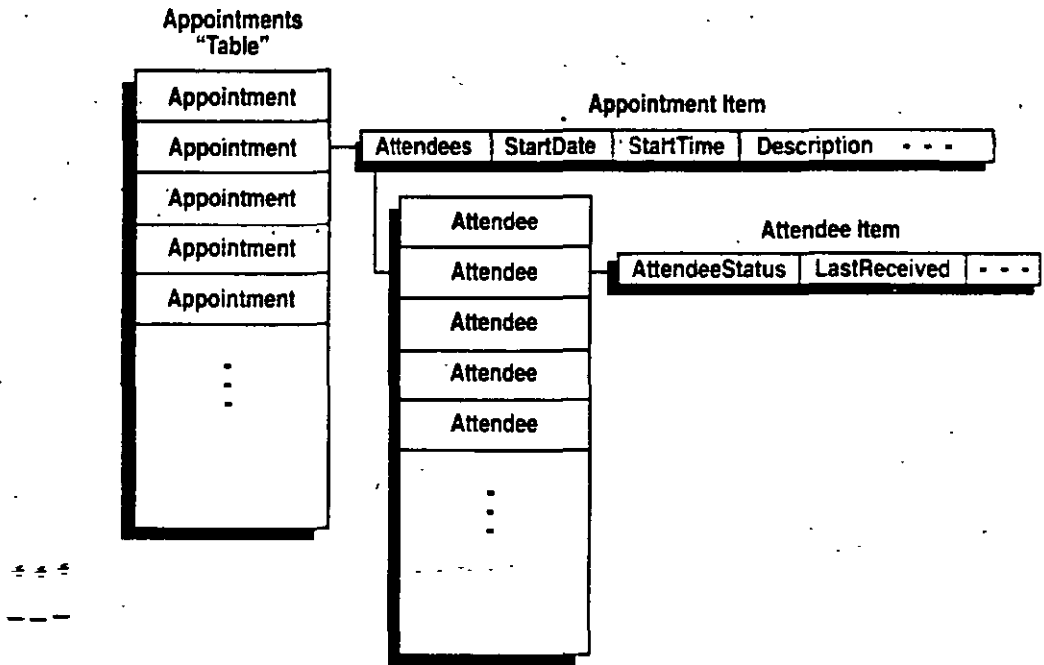 Appointments
“Table”
Appointment
Appointment
Appointment
Appointment
Appointment
Appointment Item
Attendees StartDate StartTime Description - - -
Attendee
Attendee
Attendee
Attendee
Attendee
Attendee Item
AttendeeStatus LastReceived - - -